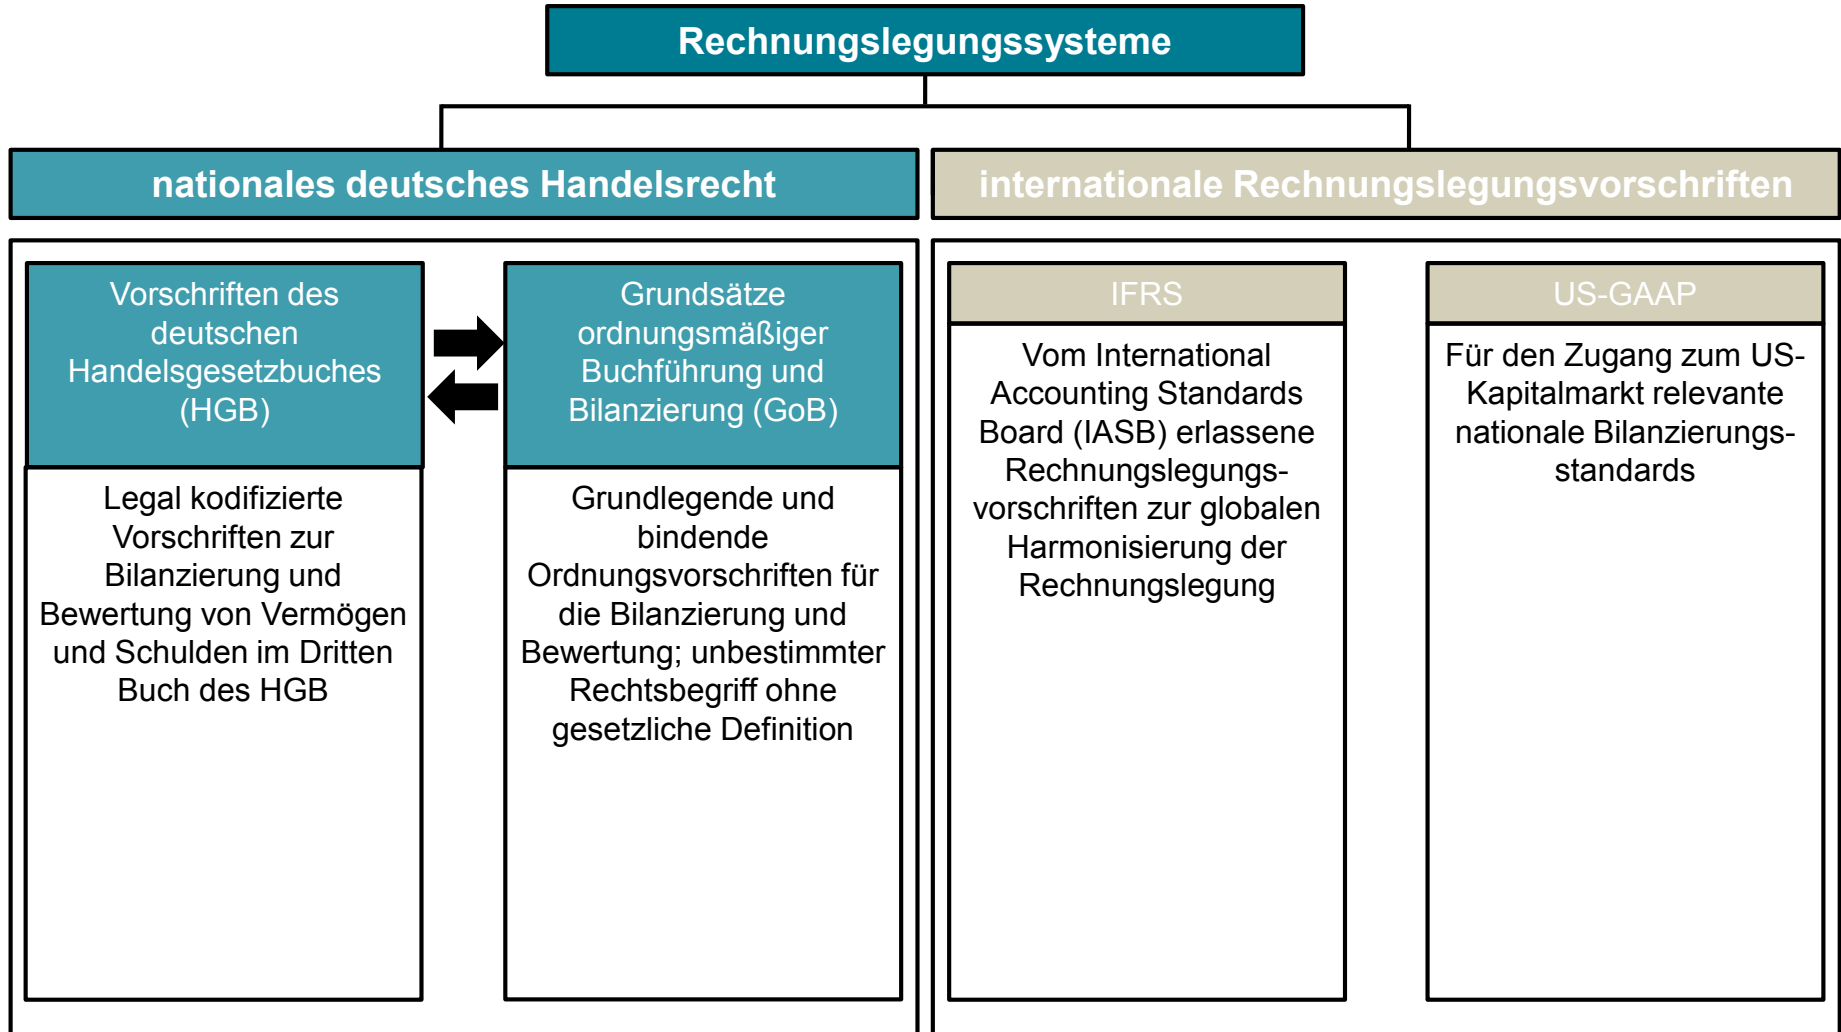 Rechnungslegungssysteme
nationales deutsches Handelsrecht
internationale Rechnungslegungsvorschriften
Vorschriften des
deutschen
Handelsgesetzbuches
(HGB)
Legal kodifizierte
Vorschriften zur
Bilanzierung und
Bewertung von Vermögen
und Schulden im Dritten
Buch des HGB
Grundsätze
ordnungsmäßiger
Buchführung und
Bilanzierung (GoB)
Grundlegende und
bindende
Ordnungsvorschriften für
die Bilanzierung und
Bewertung; unbestimmter
Rechtsbegriff ohne
gesetzliche Definition
IFRS
Vom International
Accounting Standards
Board (IASB) erlassene
Rechnungslegungs-
vorschriften zur globalen
Harmonisierung der
Rechnungslegung
US-GAAP
Für den Zugang zum US-
Kapitalmarkt relevante
nationale Bilanzierungs-
standards